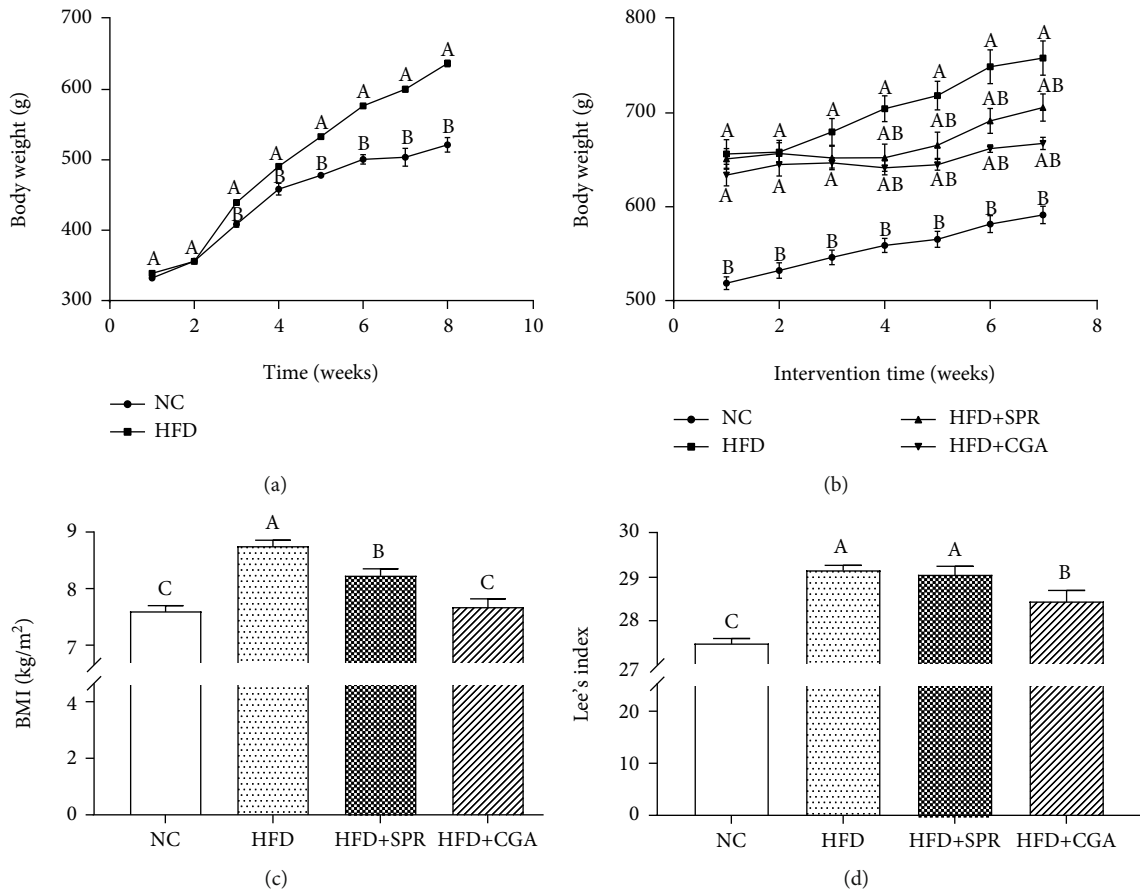 700
600
500
400
300
Body weight (g)
A
A
A
A
A
A
A
A
B
B
B
B
B
B
0
2
4
6
8
10
Time (weeks)
NC
HFD
(a)
800
700
600
500
Body weight (g)
A
A
A
A
A
A
A
AB
AB
AB
AB
A
A
A
AB
AB
AB
AB
B
B
B
B
B
B
B
0
2
4
6
8
Intervention time (weeks)
NC
HFD+SPR
HFD
HFD+CGA
(b)
9
8
7
4
2
0
BMI (kg/m²)
C
A
B
C
NC
HFD
HFD+SPR
HFD+CGA
(c)
30
29
28
27
20
10
0
Lee's index
C
A
A
B
NC
HFD
HFD+SPR
HFD+CGA
(d)